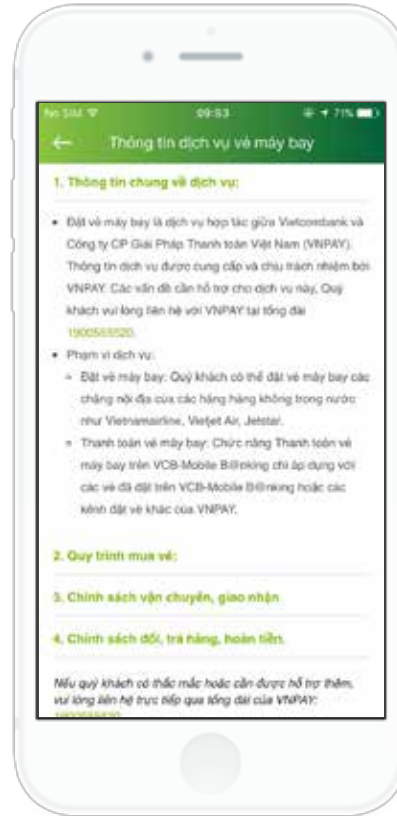 No SIM 09:53 71%
Thông tin dịch vụ vé máy bay
1. Thông tin chung về dịch vụ:
Đặt vé máy bay là dịch vụ hợp tác giữa Vietcombank và
Công ty CP Giải Pháp Thanh toán Việt Nam (VNPAY).
Thông tin dịch vụ được cung cấp và chịu trách nhiệm bởi
VNPAY. Các vấn đề cần hỗ trợ cho dịch vụ này, Quý
khách vui lòng liên hệ với VNPAY tại tổng đài
1900555520.
Phạm vi dịch vụ:
Đặt vé máy bay: Quý khách có thể đặt vé máy bay các
chặng nội địa của các hãng hàng không trong nước
như Vietnamairline, Vietjet Air, Jetstar.
Thanh toán vé máy bay: Chức năng Thanh toán vé
máy bay trên VCB-Mobile B@nking chỉ áp dụng với
các vé đã đặt trên VCB-Mobile B@nking hoặc các
kênh đặt vé khác của VNPAY.
2. Quy trình mua vé:
3. Chính sách vận chuyển, giao nhận
4. Chính sách đổi, trả hàng, hoàn tiền.
Nếu quý khách có thắc mắc hoặc cần được hỗ trợ thêm,
vui lòng liên hệ trực tiếp qua tổng đài của VNPAY: